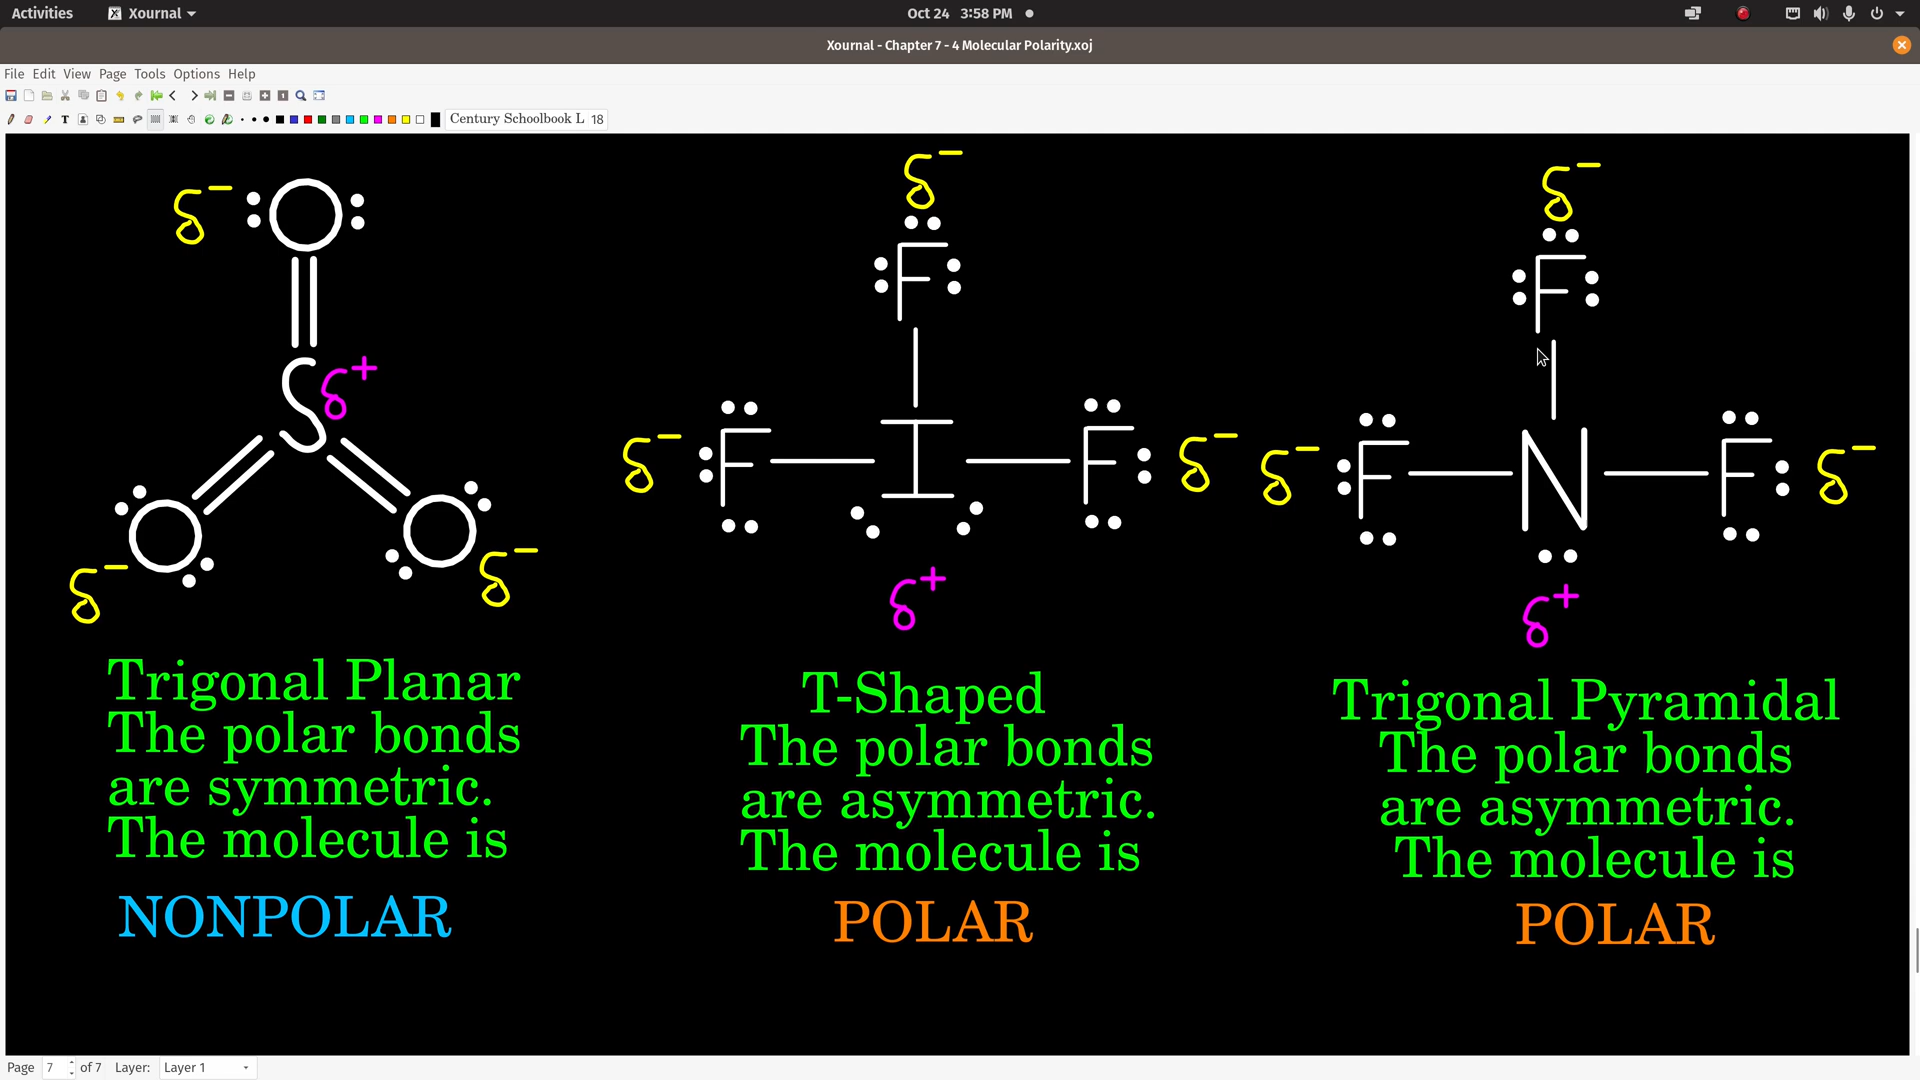 Activities Xournal Oct 24 3:58 PM
Xournal - Chapter 7 - 4 Molecular Polarity.xoj
File Edit View Page Tools Options Help
T Century Schoolbook L 18
δ⁻ O
S δ⁺
O O
δ⁻ δ⁻
Trigonal Planar
The polar bonds
are symmetric.
The molecule is
NONPOLAR
δ⁻
F
δ⁻ F I F δ⁻
δ⁺
T-Shaped
The polar bonds
are asymmetric.
The molecule is
POLAR
δ⁻
F
δ⁻ F N F δ⁻
δ⁺
Trigonal Pyramidal
The polar bonds
are asymmetric.
The molecule is
POLAR
Page 7 of 7 Layer: Layer 1